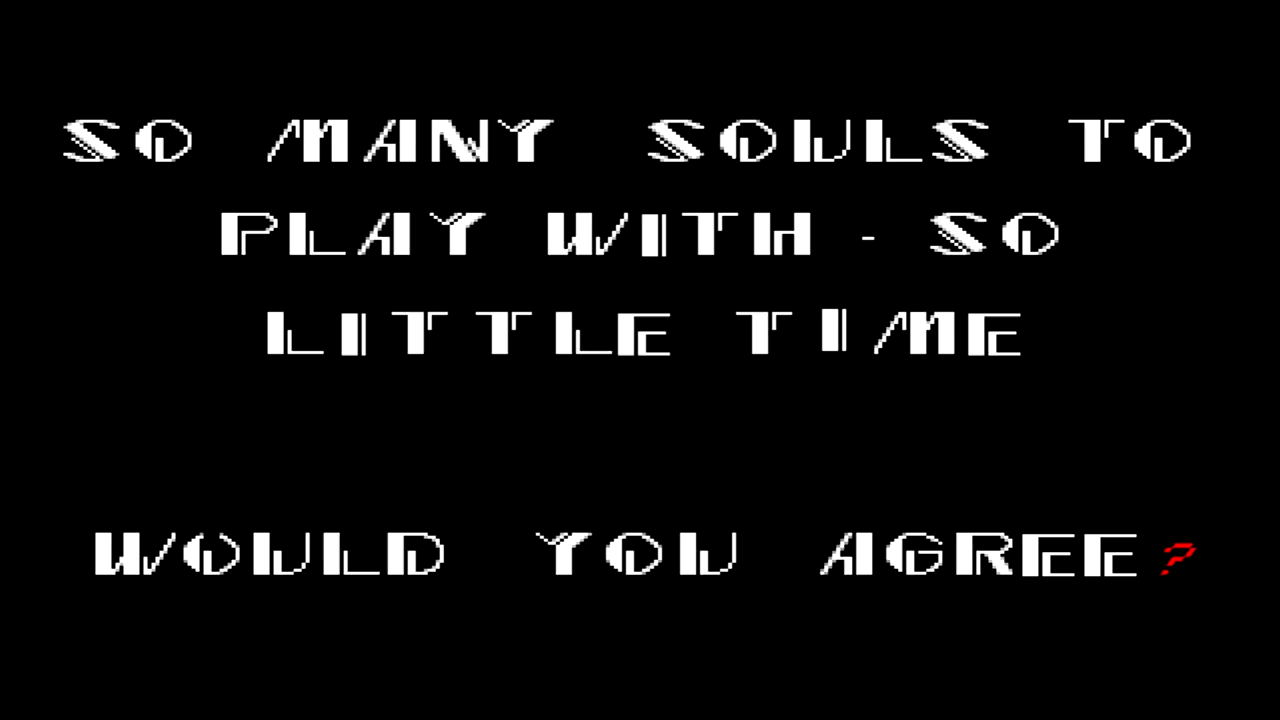 SO MANY SOULS TO
PLAY WITH - SO
LITTLE TIME
WOULD YOU AGREE?